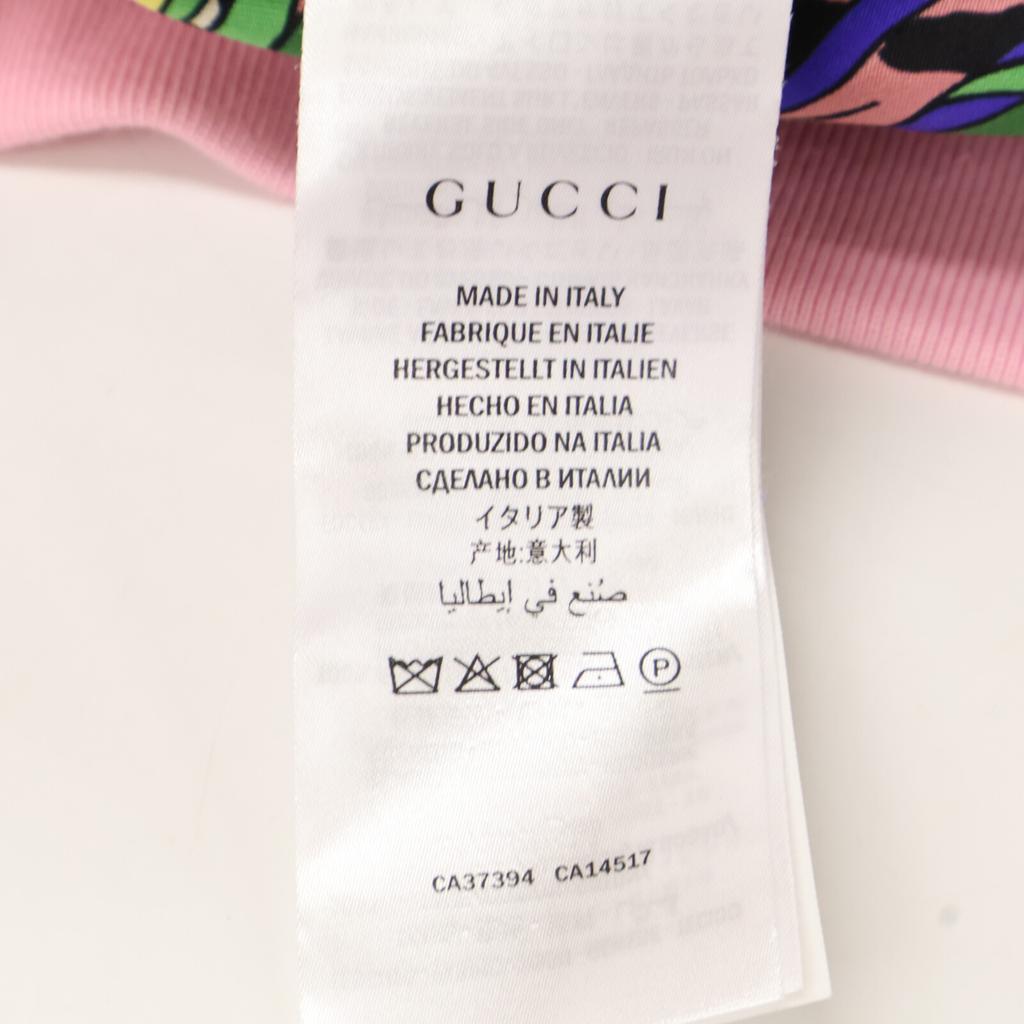 GUCCI
MADE IN ITALY
FABRIQUE EN ITALIE
HERGESTELLT IN ITALIEN
HECHO EN ITALIA
PRODUZIDO NA ITALIA
СДЕЛАНО В ИТАЛИИ
イタリア製
产地:意大利
صُنع في إيطاليا
P
CA37394 CA14517